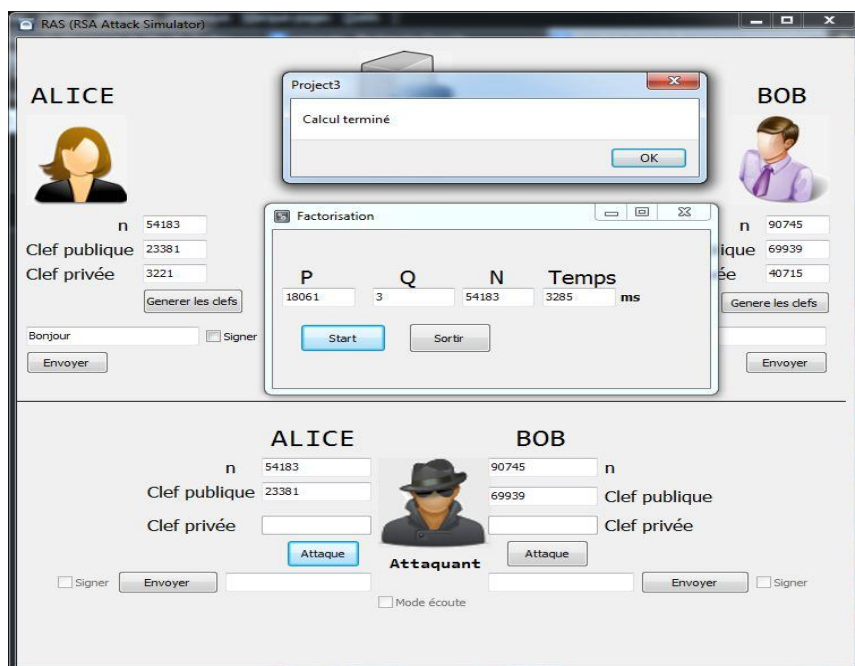 RAS (RSA Attack Simulator)
ALICE
BOB
Project3
Calcul terminé
OK
n 54183
Clef publique 23381
Clef privée 3221
Generer les clefs
Bonjour
Signer
Envoyer
Factorisation
P Q N Temps
18061 3 54183 3285 ms
Start Sortir
n 90745
ique 69939
ée 40715
Genere les clefs
Envoyer
ALICE BOB
n 54183
Clef publique 23381
Clef privée
Attaque
Attaquant
90745 n
69939 Clef publique
Clef privée
Attaque
Signer Envoyer
Envoyer Signer
Mode écoute